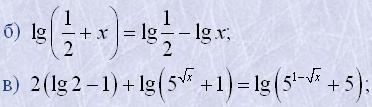 б) lg(1/2 + x) = lg 1/2 − lg x;
в) 2(lg 2 − 1) + lg(5^√x + 1) = lg(5^(1−√x) + 5);